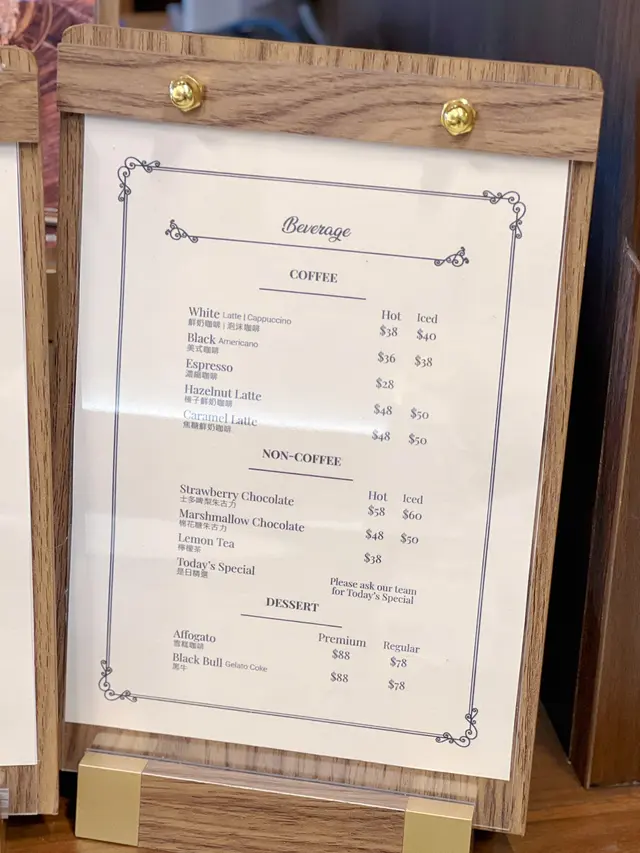 Beverage
COFFEE
Hot Iced
White Latte | Cappuccino $38 $40
鮮奶咖啡 | 泡沫咖啡
Black Americano $36 $38
美式咖啡
Espresso $28
濃縮咖啡
Hazelnut Latte $48 $50
榛子鮮奶咖啡
Caramel Latte $48 $50
焦糖鮮奶咖啡
NON-COFFEE
Hot Iced
Strawberry Chocolate $58 $60
士多啤梨朱古力
Marshmallow Chocolate $48 $50
棉花糖朱古力
Lemon Tea $38
檸檬茶
Today's Special Please ask our team
是日精選 for Today's Special
DESSERT
Premium Regular
Affogato $88 $78
雪糕咖啡
Black Bull Gelato Coke $88 $78
黑牛